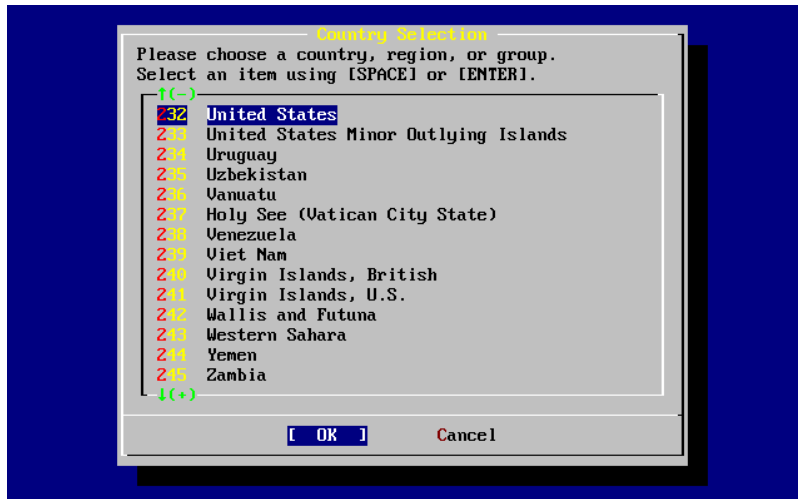 Country Selection
Please choose a country, region, or group.
Select an item using [SPACE] or [ENTER].
↑(-)
232 United States
233 United States Minor Outlying Islands
234 Uruguay
235 Uzbekistan
236 Vanuatu
237 Holy See (Vatican City State)
238 Venezuela
239 Viet Nam
240 Virgin Islands, British
241 Virgin Islands, U.S.
242 Wallis and Futuna
243 Western Sahara
244 Yemen
245 Zambia
↓(+)
[ OK ] Cancel